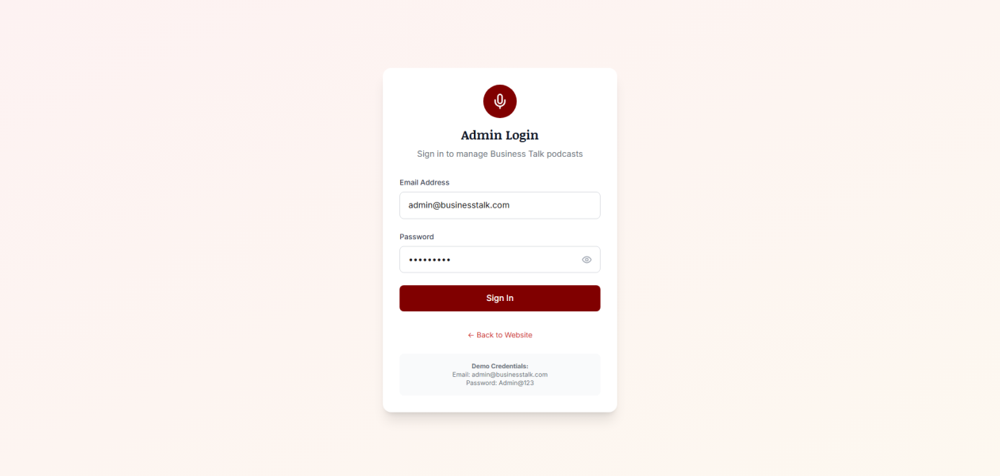 Admin Login
Sign in to manage Business Talk podcasts
Email Address
admin@businesstalk.com
Password
•••••••••
Sign In
← Back to Website
Demo Credentials:
Email: admin@businesstalk.com
Password: Admin@123